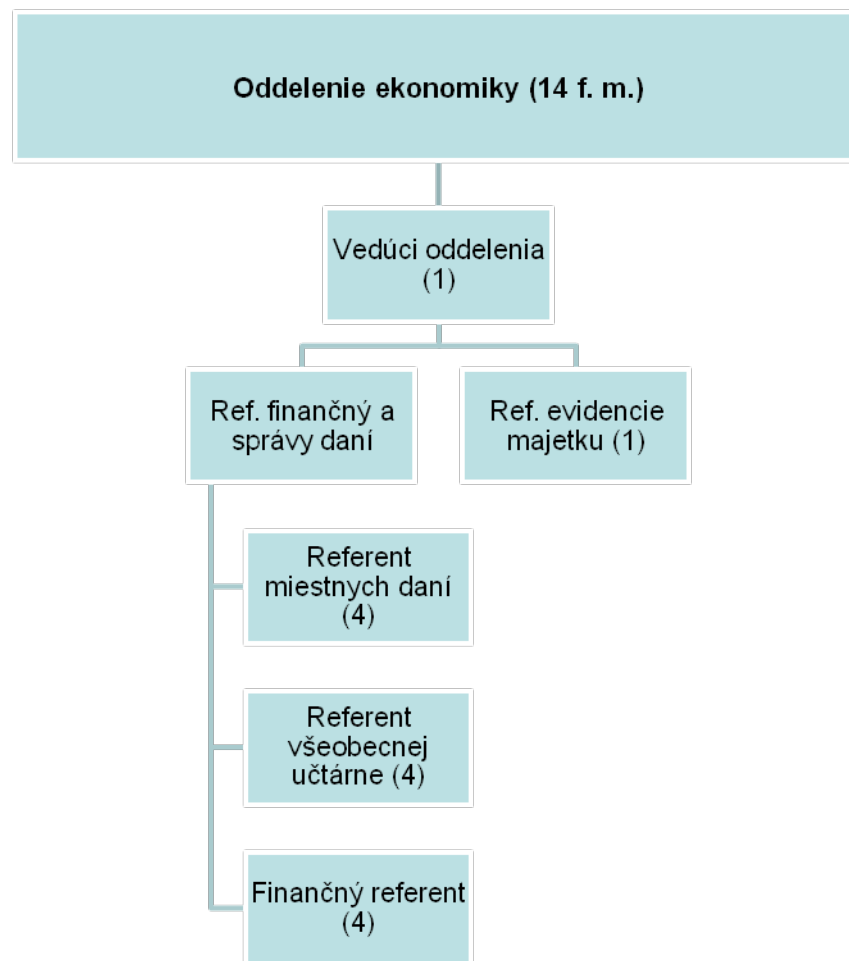 Oddelenie ekonomiky (14 f. m.)
Vedúci oddelenia
(1)
Ref. finančný a
správy daní
Ref. evidencie
majetku (1)
Referent
miestnych daní
(4)
Referent
všeobecnej
učtárne (4)
Finančný referent
(4)